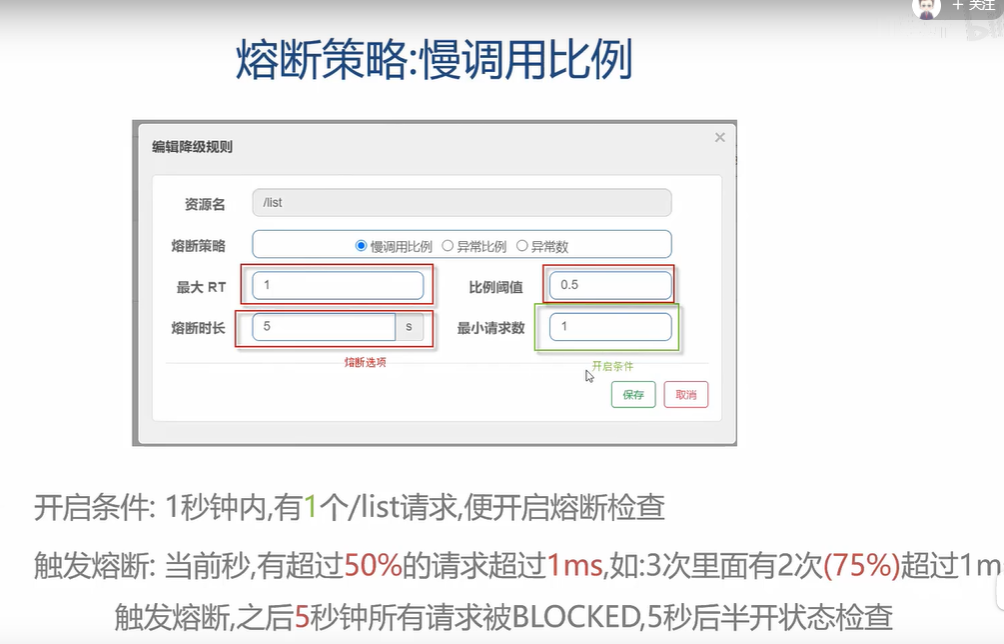 + 关注
熔断策略:慢调用比例
编辑降级规则 ×
资源名 /list
熔断策略 慢调用比例 异常比例 异常数
最大 RT 1 比例阈值 0.5
熔断时长 5 s 最小请求数 1
熔断选项 开启条件
保存 取消
开启条件: 1秒钟内,有1个/list请求,便开启熔断检查
触发熔断: 当前秒,有超过50%的请求超过1ms,如:3次里面有2次(75%)超过1m
触发熔断,之后5秒钟所有请求被BLOCKED,5秒后半开状态检查